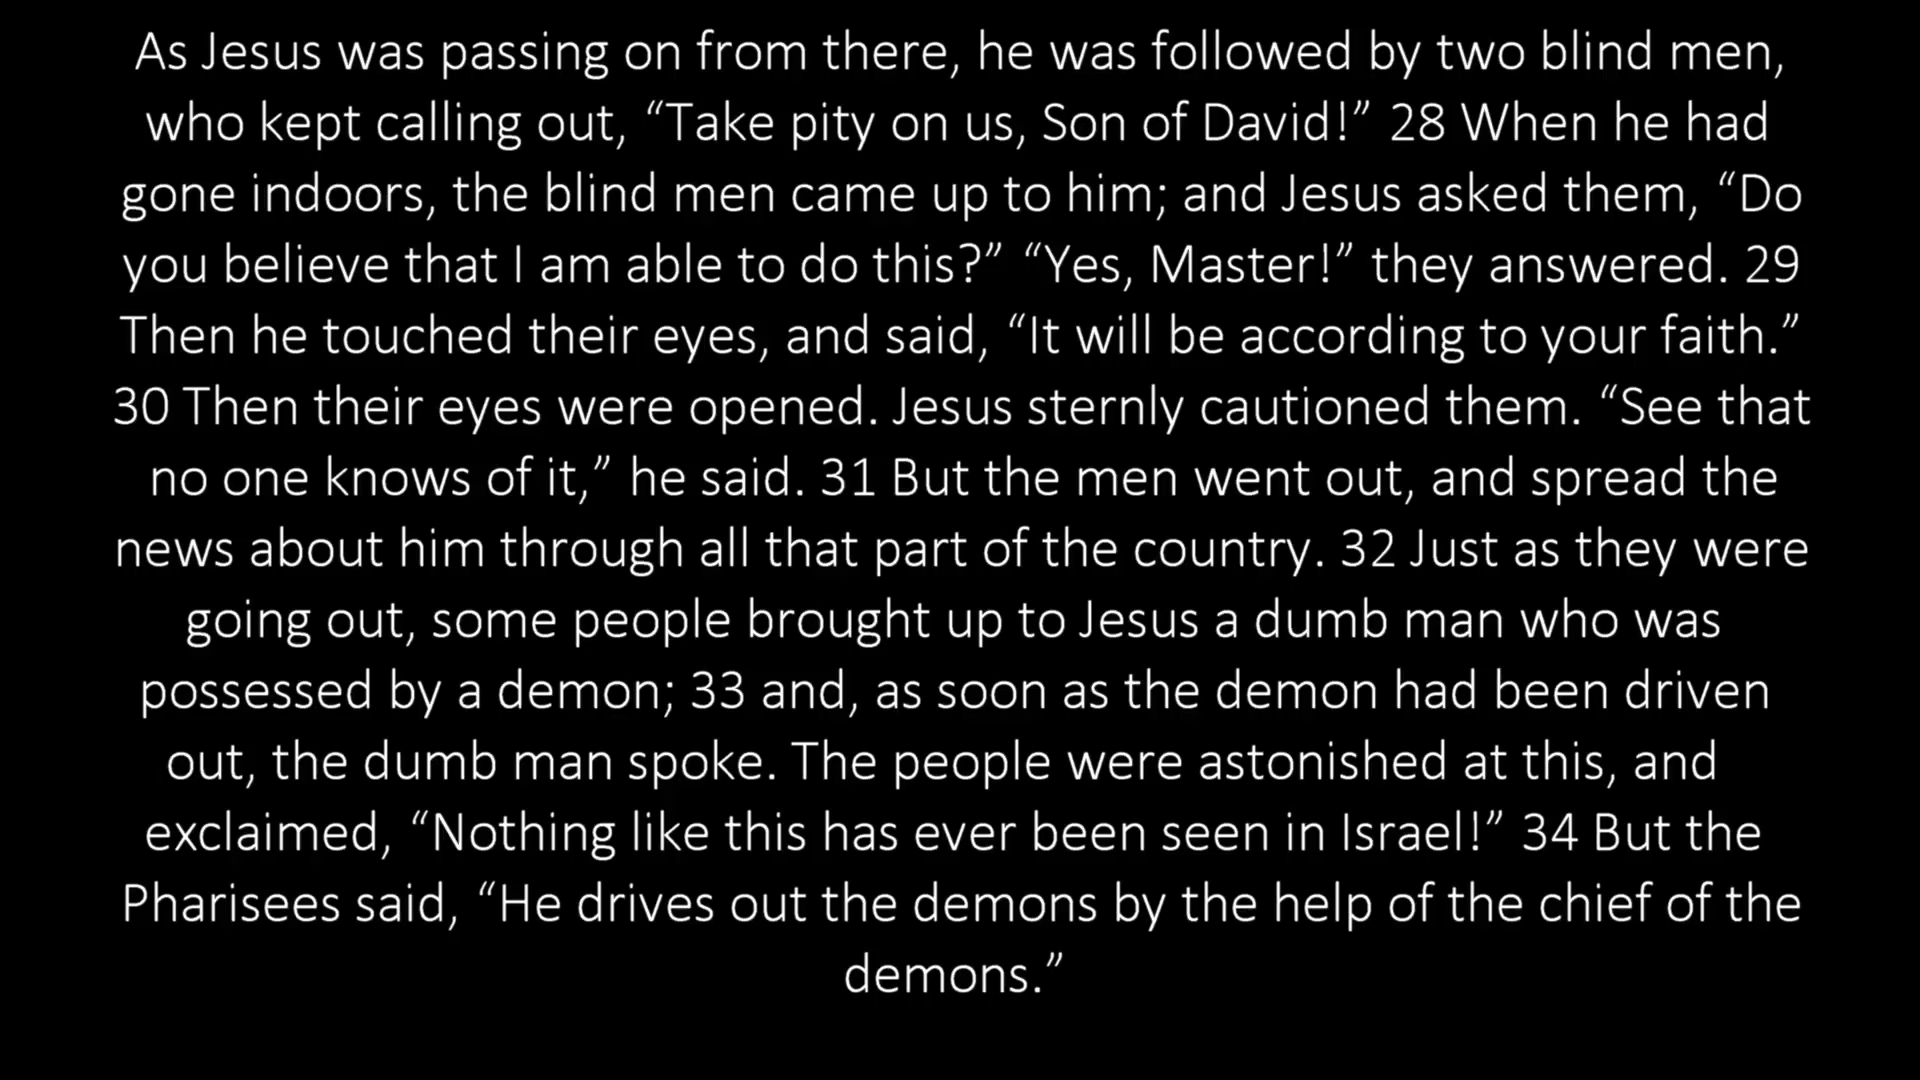 As Jesus was passing on from there, he was followed by two blind men,
who kept calling out, “Take pity on us, Son of David!” 28 When he had
gone indoors, the blind men came up to him; and Jesus asked them, “Do
you believe that I am able to do this?” “Yes, Master!” they answered. 29
Then he touched their eyes, and said, “It will be according to your faith.”
30 Then their eyes were opened. Jesus sternly cautioned them. “See that
no one knows of it,” he said. 31 But the men went out, and spread the
news about him through all that part of the country. 32 Just as they were
going out, some people brought up to Jesus a dumb man who was
possessed by a demon; 33 and, as soon as the demon had been driven
out, the dumb man spoke. The people were astonished at this, and
exclaimed, “Nothing like this has ever been seen in Israel!” 34 But the
Pharisees said, “He drives out the demons by the help of the chief of the
demons.”